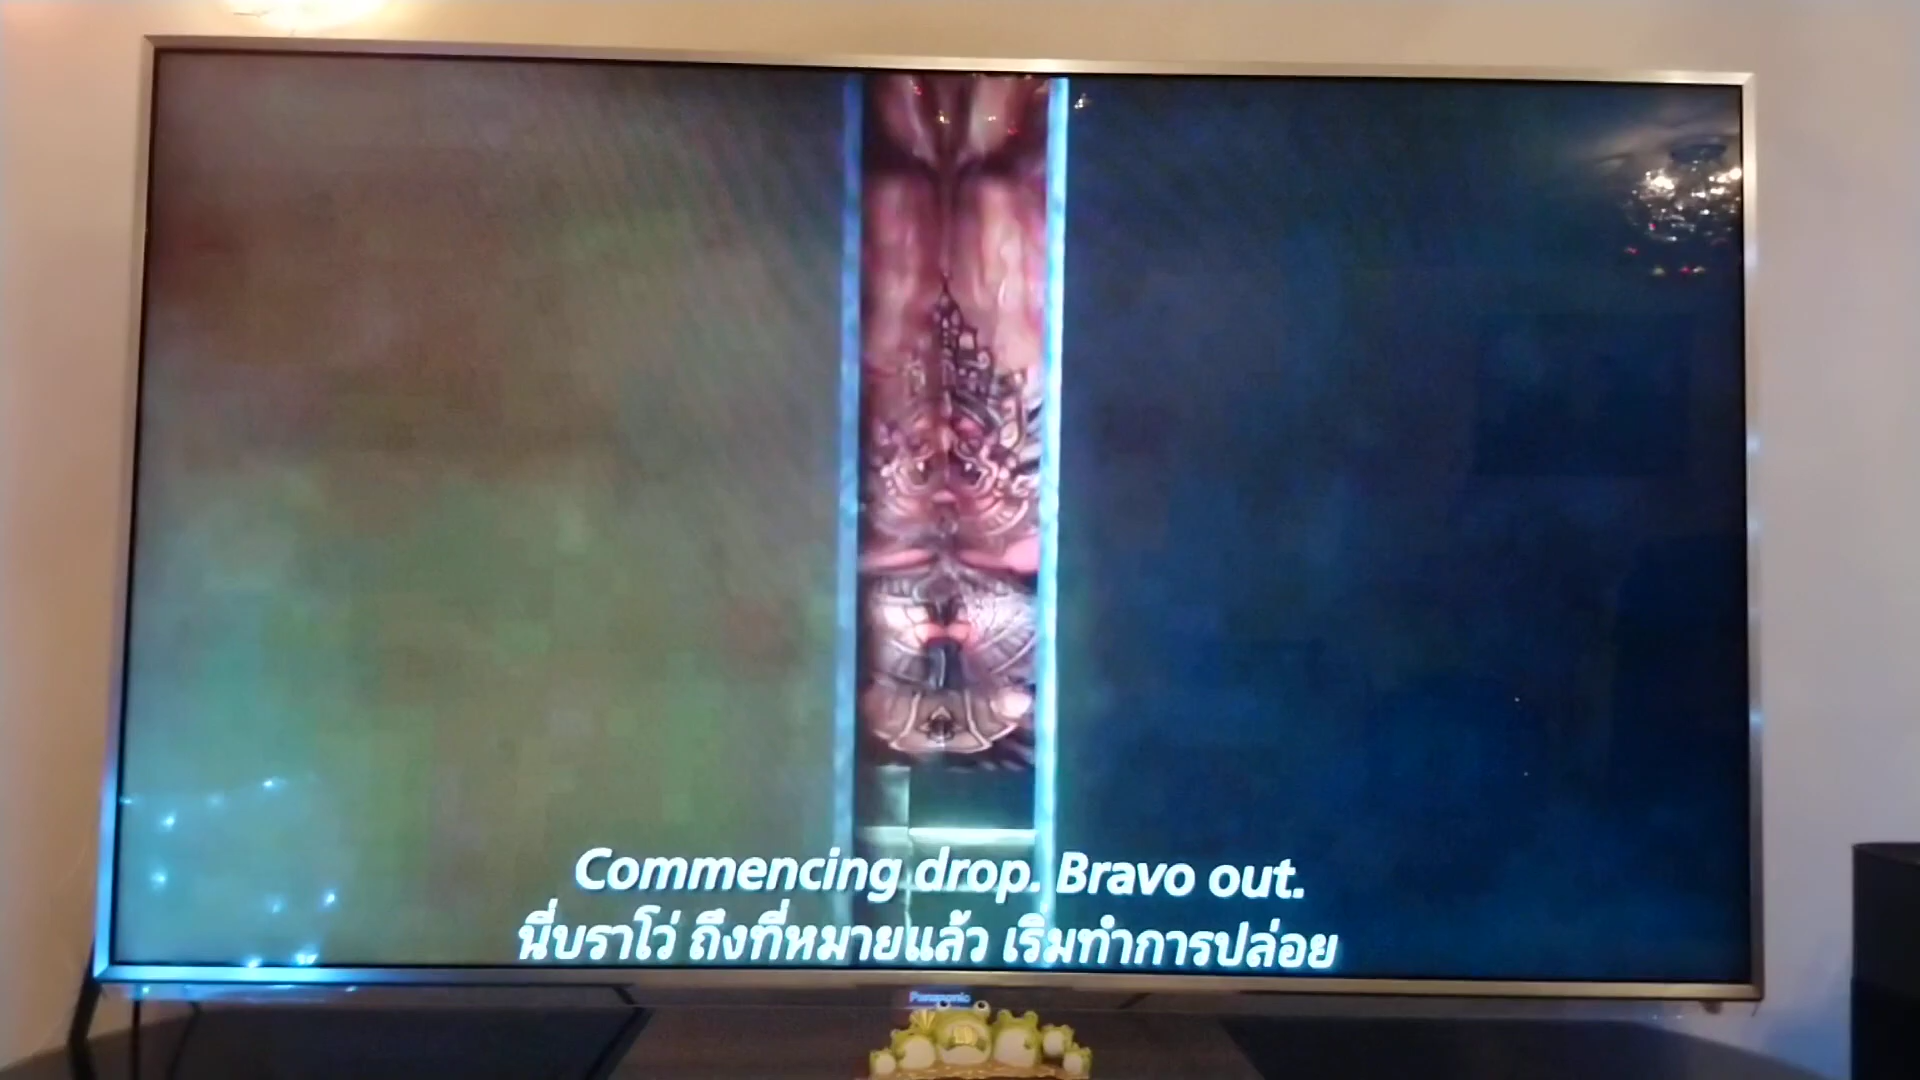 Commencing drop. Bravo out.
นี่บราโว่ ถึงที่หมายแล้ว เริ่มทำการปล่อย
Panasonic